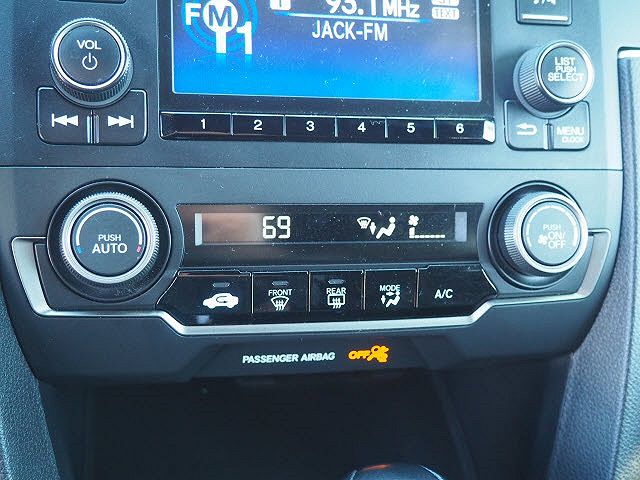 93.1MHz
TEXT
FM
1
JACK-FM
VOL
LIST
PUSH
SELECT
1 2 3 4 5 6
MENU
CLOCK
PUSH
AUTO
69
PUSH
ON/
OFF
FRONT
REAR
MODE
A/C
PASSENGER AIRBAG OFF